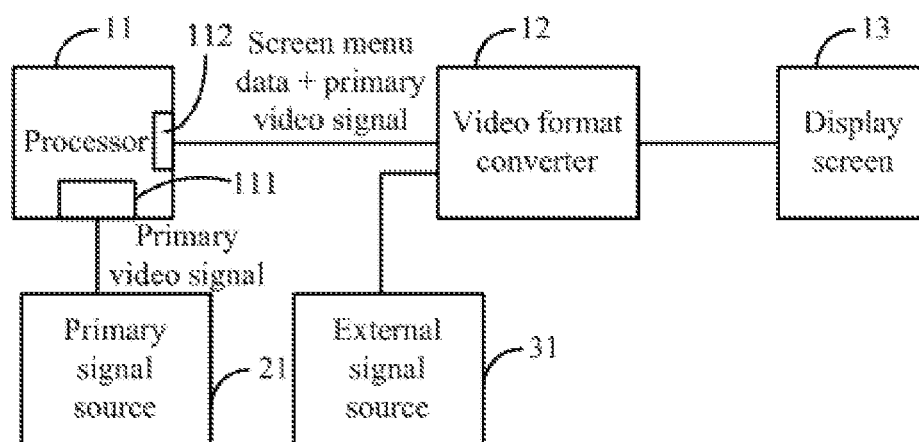 11
112
Screen menu
data + primary
video signal
12
13
Processor
Video format
converter
Display
screen
111
Primary
video signal
Primary
signal
source
21
External
signal
source
31